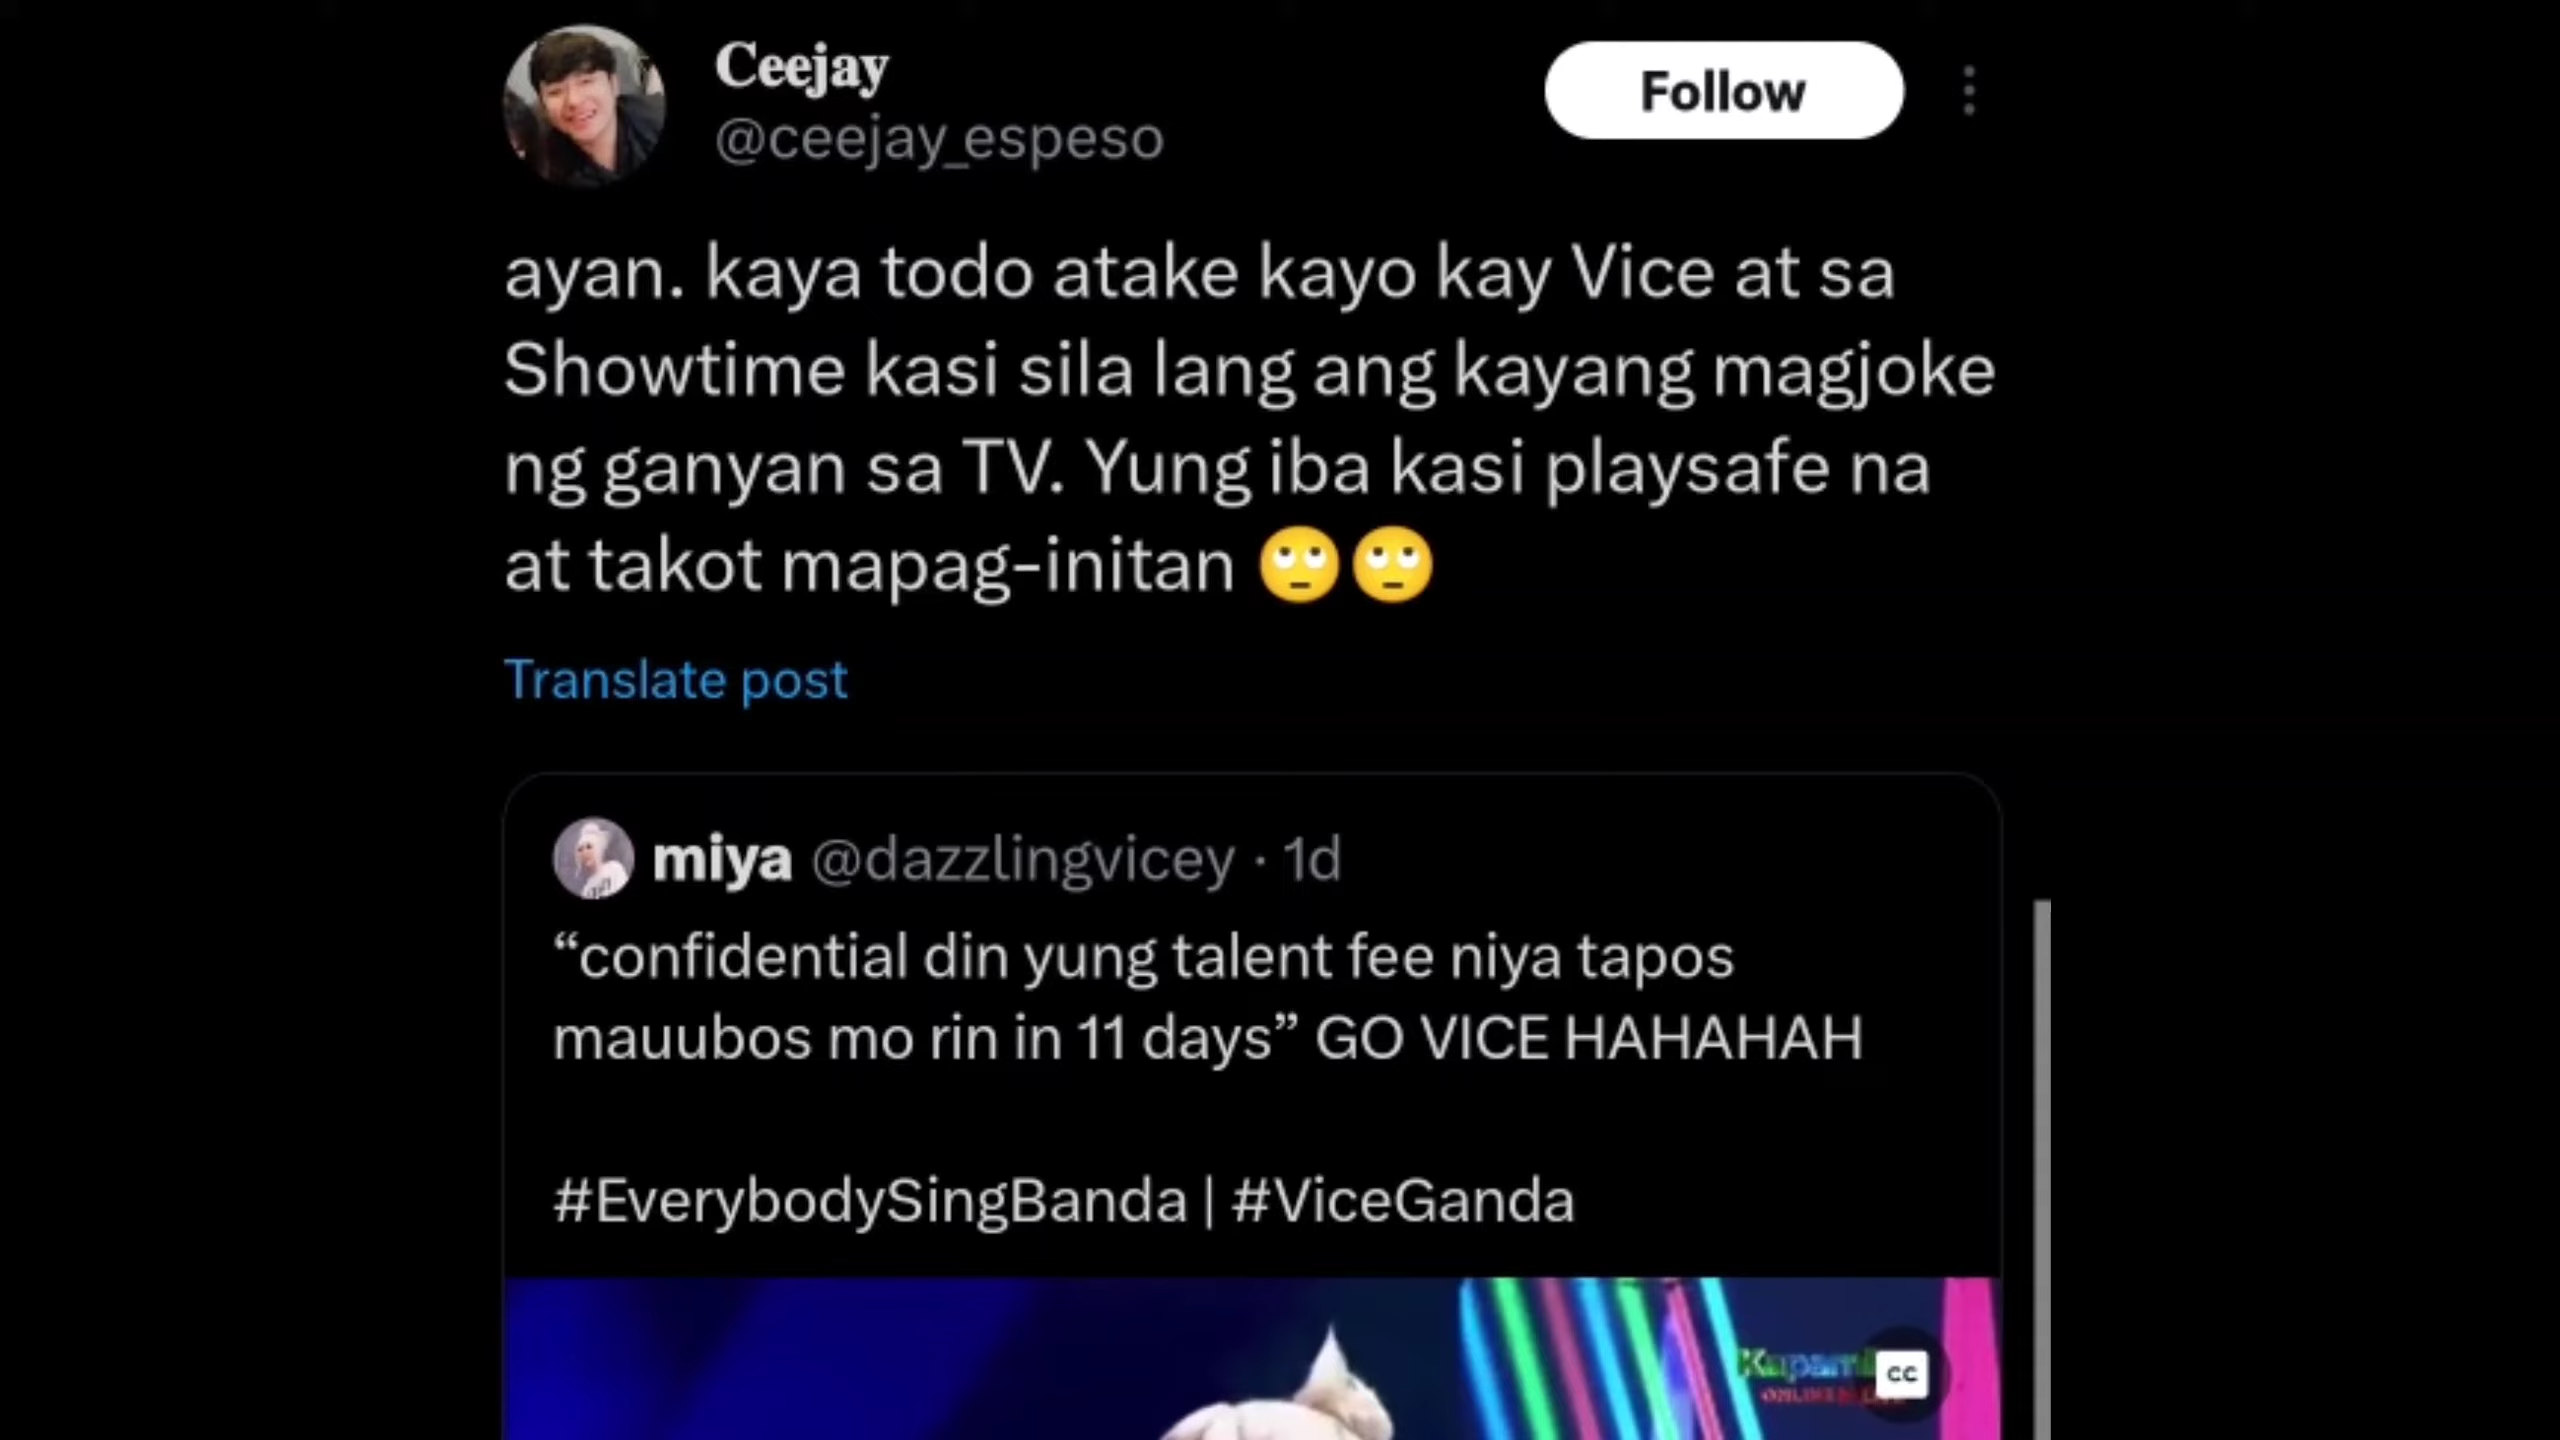 Ceejay
@ceejay_espeso
Follow
ayan. kaya todo atake kayo kay Vice at sa
Showtime kasi sila lang ang kayang magjoke
ng ganyan sa TV. Yung iba kasi playsafe na
at takot mapag-initan 🙄🙄
Translate post
miya @dazzlingvicey · 1d
“confidential din yung talent fee niya tapos
mauubos mo rin in 11 days” GO VICE HAHAHAH
#EverybodySingBanda | #ViceGanda
CC